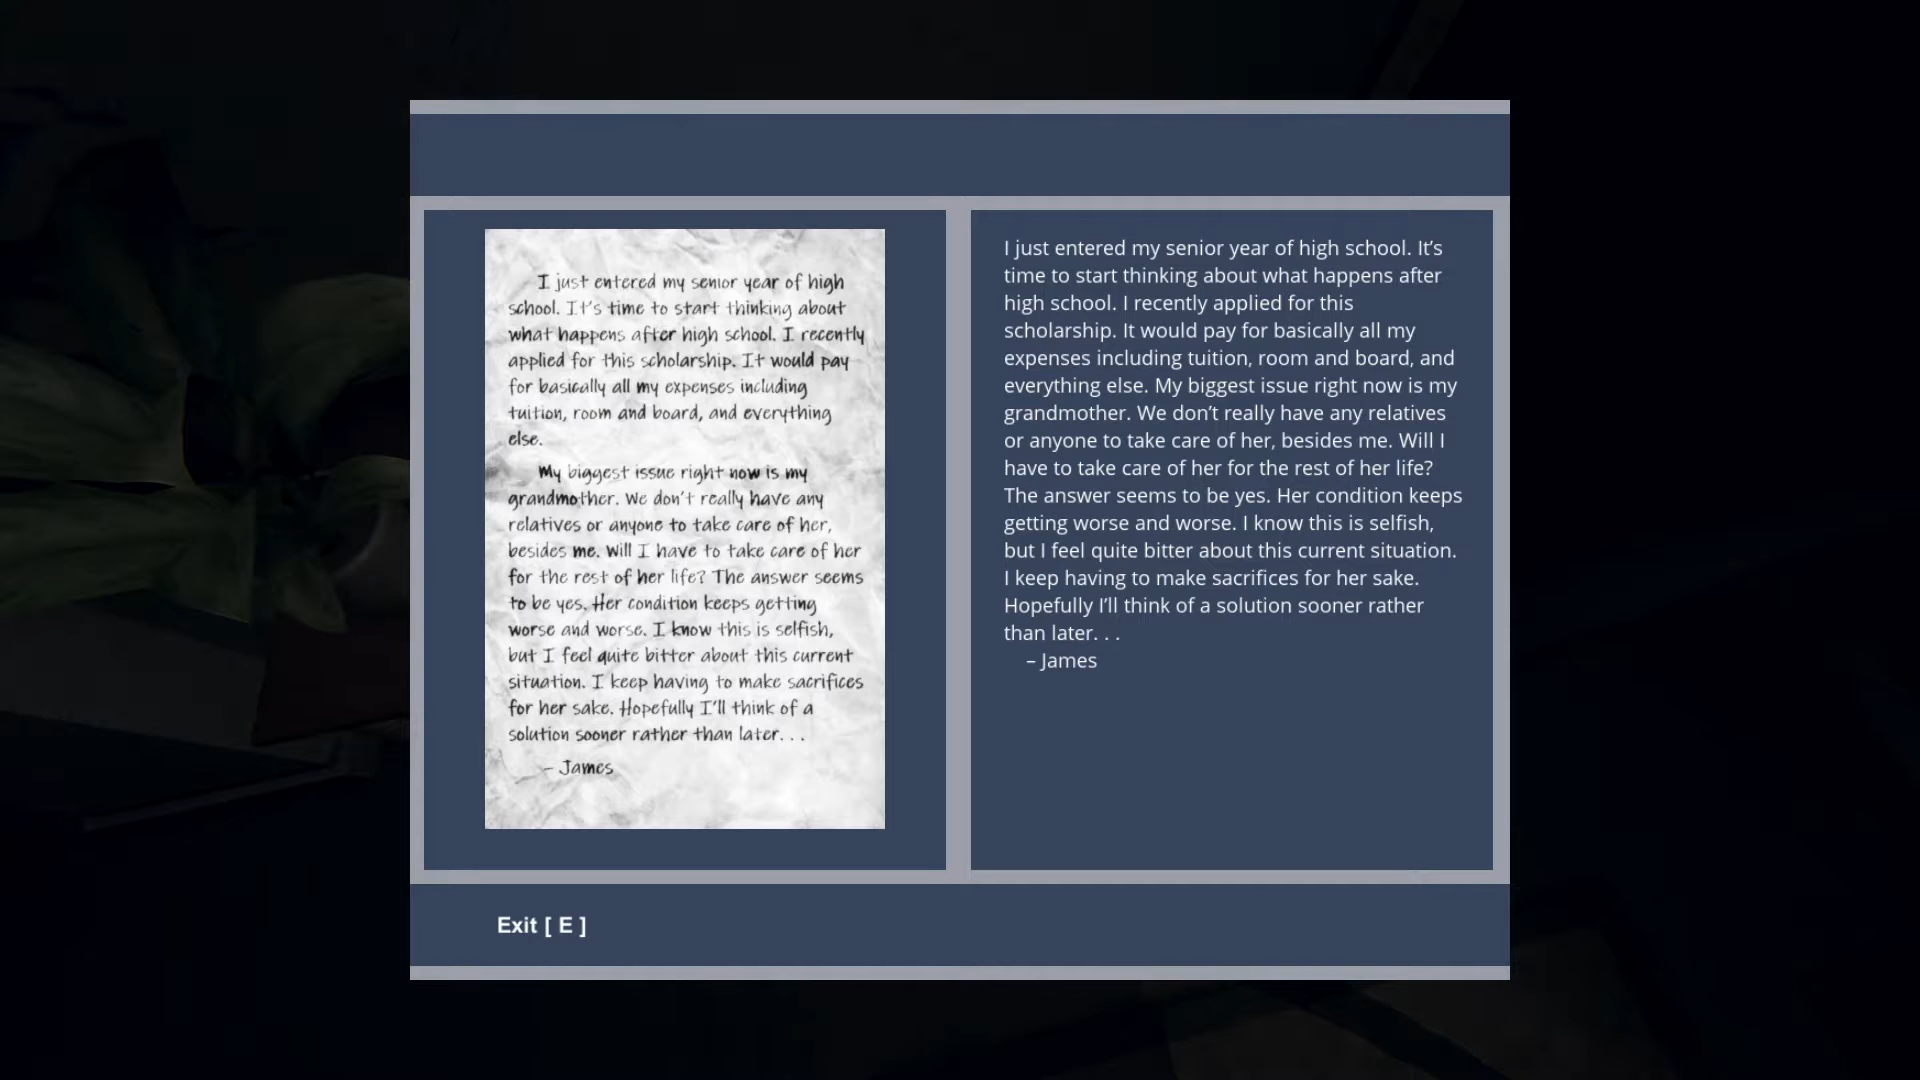 I just entered my senior year of high
school. It's time to start thinking about
what happens after high school. I recently
applied for this scholarship. It would pay
for basically all my expenses including
tuition, room and board, and everything
else.
My biggest issue right now is my
grandmother. We don't really have any
relatives or anyone to take care of her,
besides me. Will I have to take care of her
for the rest of her life? The answer seems
to be yes. Her condition keeps getting
worse and worse. I know this is selfish,
but I feel quite bitter about this current
situation. I keep having to make sacrifices
for her sake. Hopefully I'll think of a
solution sooner rather than later. . .
– James
I just entered my senior year of high school. It’s
time to start thinking about what happens after
high school. I recently applied for this
scholarship. It would pay for basically all my
expenses including tuition, room and board, and
everything else. My biggest issue right now is my
grandmother. We don’t really have any relatives
or anyone to take care of her, besides me. Will I
have to take care of her for the rest of her life?
The answer seems to be yes. Her condition keeps
getting worse and worse. I know this is selfish,
but I feel quite bitter about this current situation.
I keep having to make sacrifices for her sake.
Hopefully I’ll think of a solution sooner rather
than later. . .
– James
Exit [ E ]